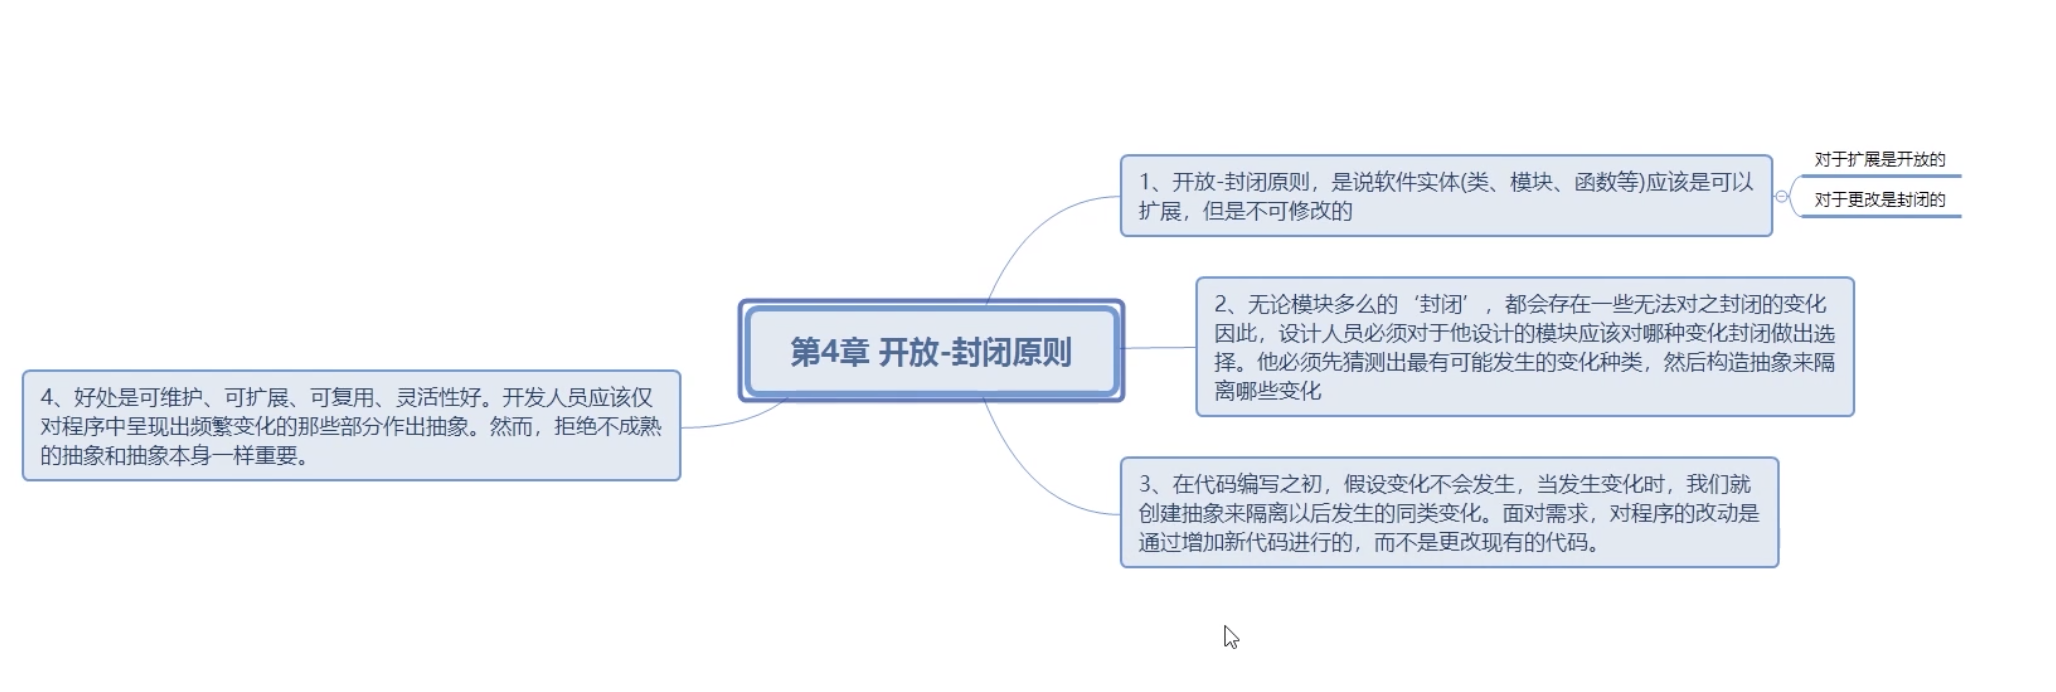 第4章 开放-封闭原则
1、开放-封闭原则，是说软件实体(类、模块、函数等)应该是可以
扩展，但是不可修改的
对于扩展是开放的
对于更改是封闭的
2、无论模块多么的‘封闭’，都会存在一些无法对之封闭的变化
因此，设计人员必须对于他设计的模块应该对哪种变化封闭做出选
择。他必须先猜测出最有可能发生的变化种类，然后构造抽象来隔
离哪些变化
3、在代码编写之初，假设变化不会发生，当发生变化时，我们就
创建抽象来隔离以后发生的同类变化。面对需求，对程序的改动是
通过增加新代码进行的，而不是更改现有的代码。
4、好处是可维护、可扩展、可复用、灵活性好。开发人员应该仅
对程序中呈现出频繁变化的那些部分作出抽象。然而，拒绝不成熟
的抽象和抽象本身一样重要。